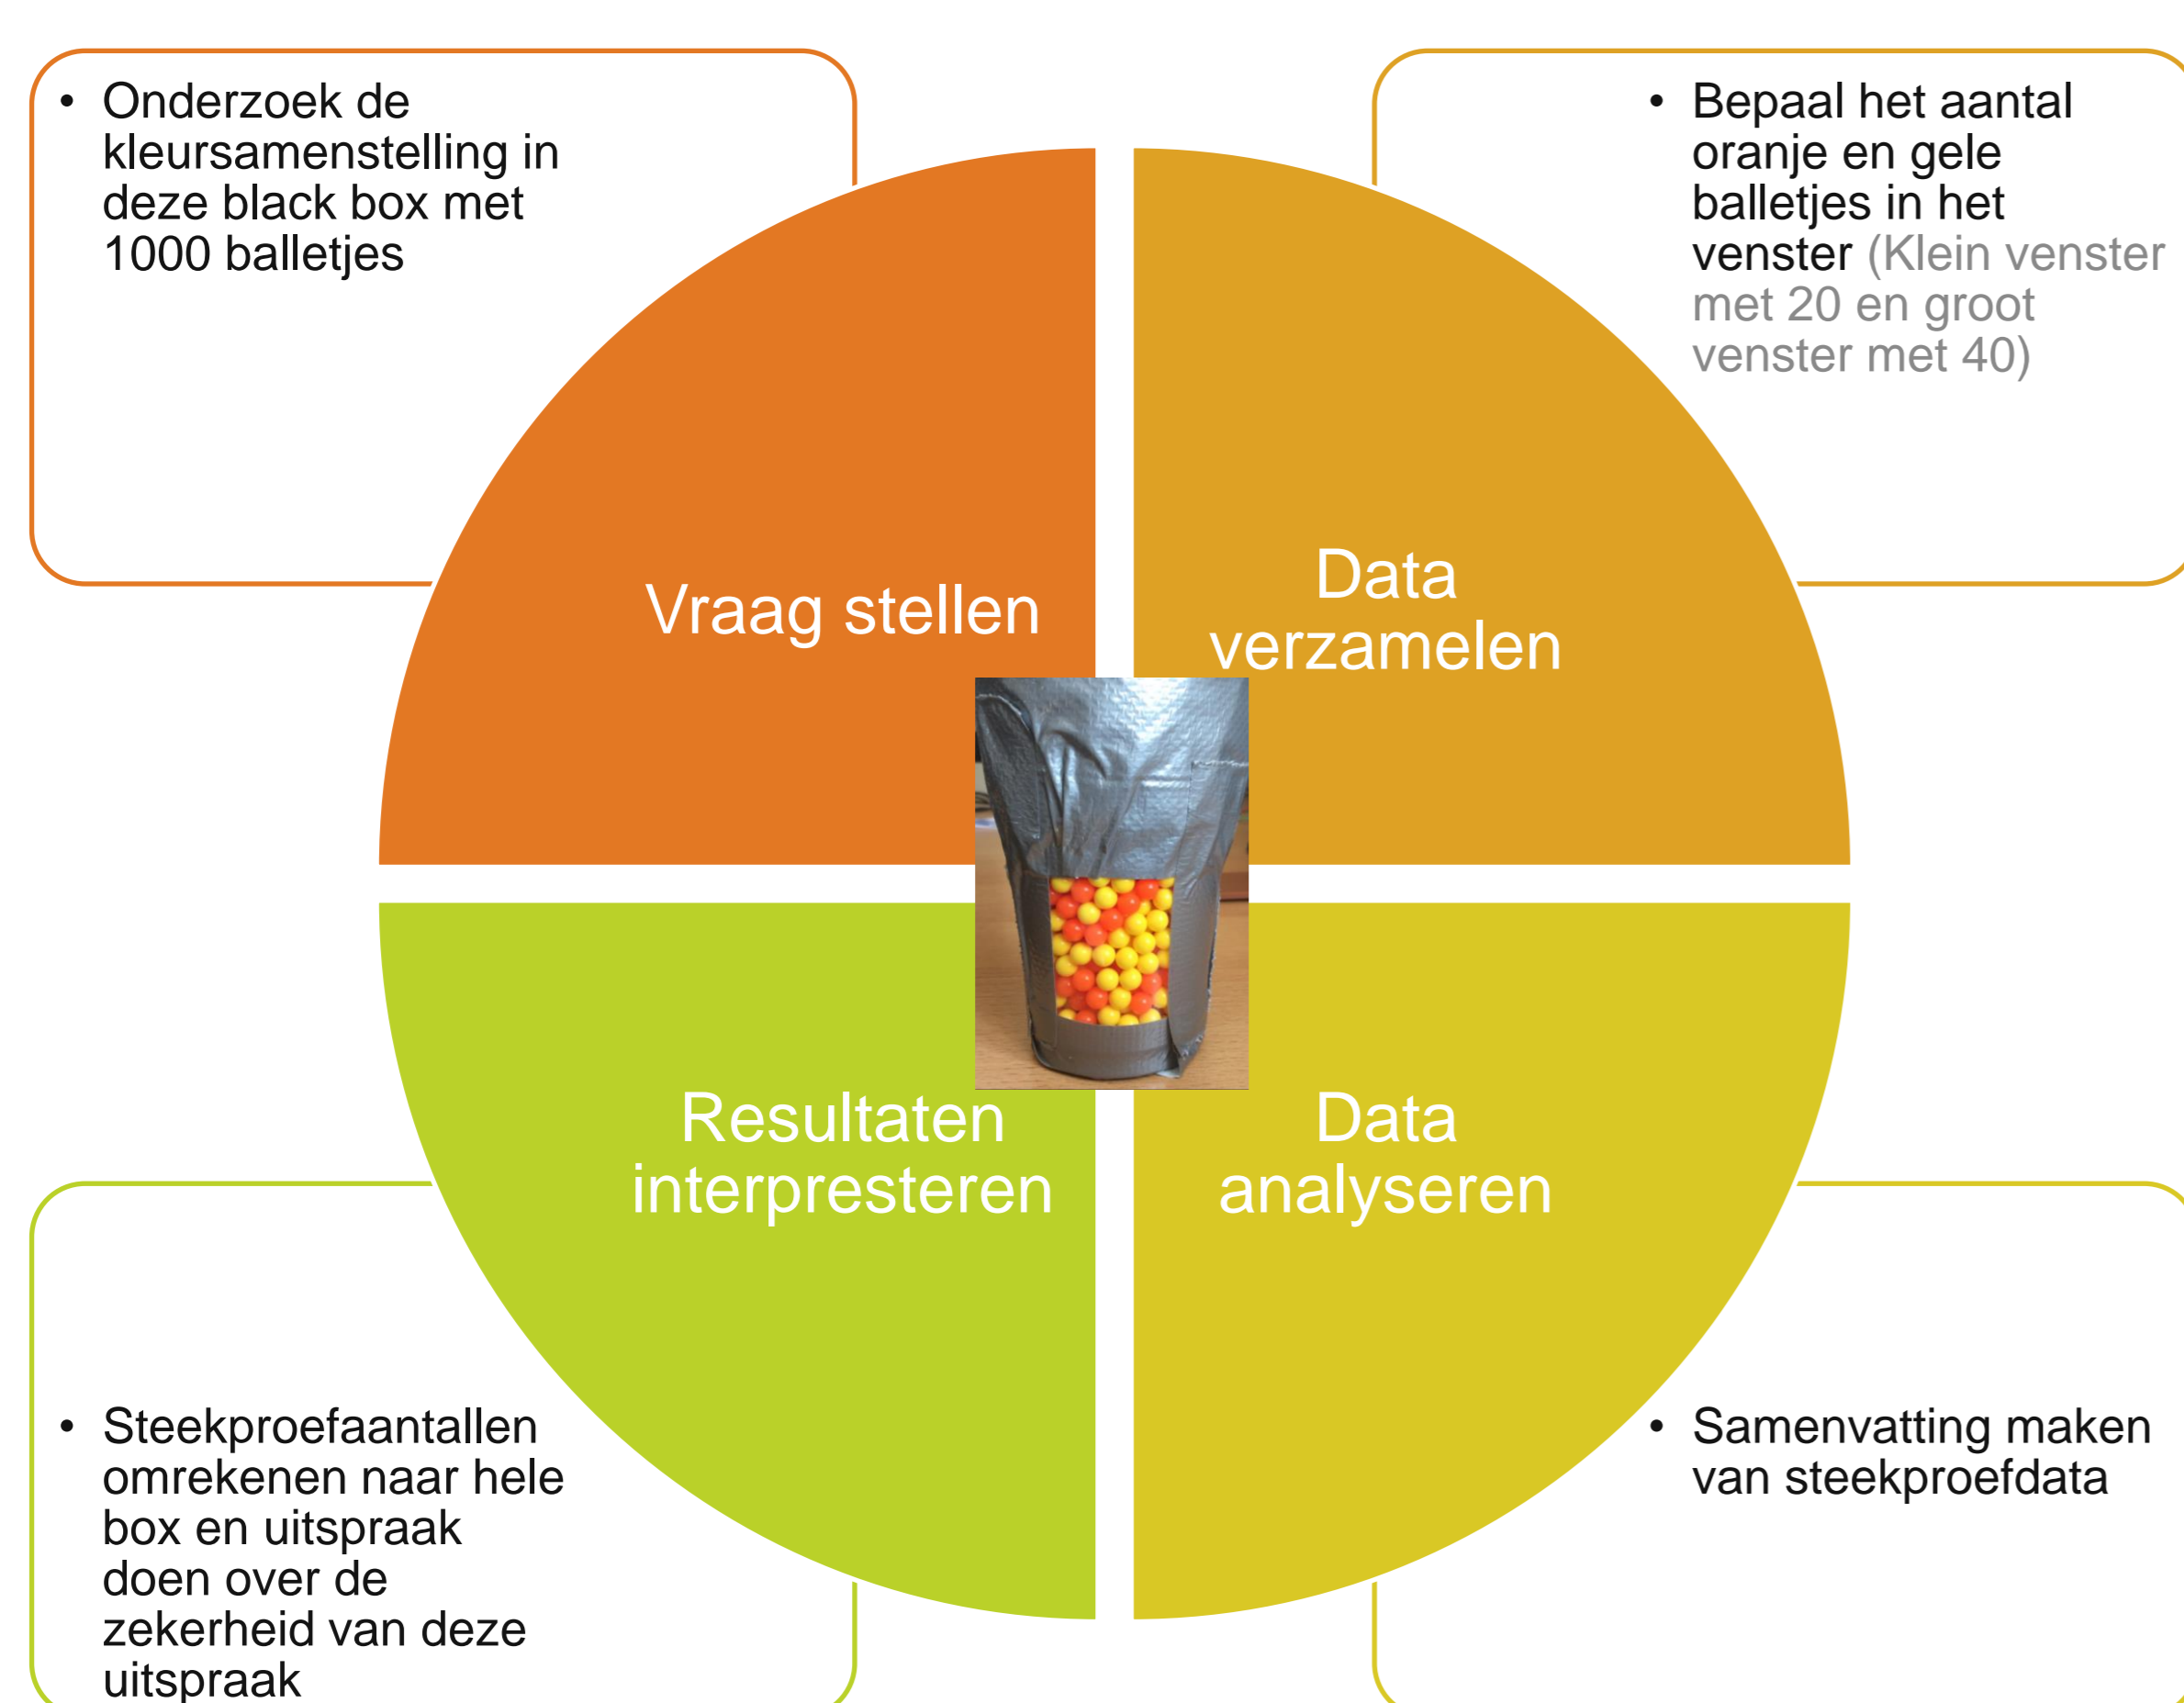 • Onderzoek de
kleursamenstelling in
deze black box met
1000 balletjes
• Bepaal het aantal
oranje en gele
balletjes in het
venster (Klein venster
met 20 en groot
venster met 40)
Vraag stellen
Data
verzamelen
Resultaten
interpresteren
Data
analyseren
• Steekproefaantallen
omrekenen naar hele
box en uitspraak
doen over de
zekerheid van deze
uitspraak
• Samenvatting maken
van steekproefdata